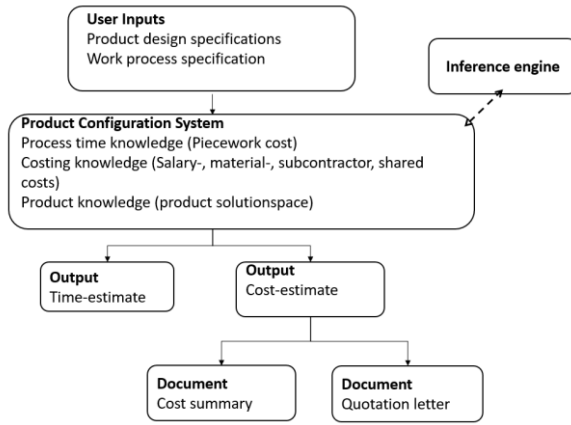 User Inputs
Product design specifications
Work process specification
Inference engine
Product Configuration System
Process time knowledge (Piecework cost)
Costing knowledge (Salary-, material-, subcontractor, shared
costs)
Product knowledge (product solutionspace)
Output
Time-estimate
Output
Cost-estimate
Document
Cost summary
Document
Quotation letter